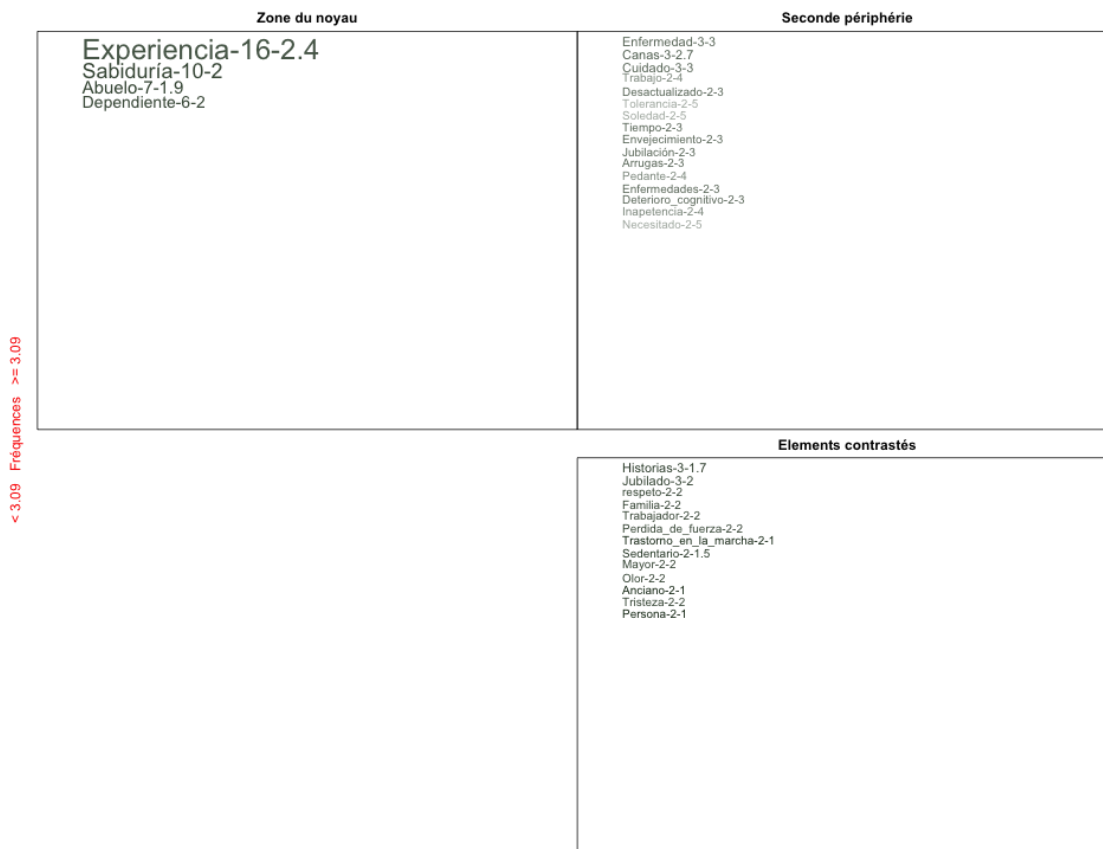 Zone du noyau
Experiencia-16-2.4
Sabiduría-10-2
Abuelo-7-1.9
Dependiente-6-2
Seconde périphérie
Enfermedad-3-3
Canas-3-2.7
Cuidado-3-3
Trabajo-2-4
Desactualizado-2-3
Tolerancia-2-5
Soledad-2-5
Tiempo-2-3
Envejecimiento-2-3
Jubilación-2-3
Arrugas-2-3
Pedante-2-4
Enfermedades-2-3
Deterioro_cognitivo-2-3
Inapetencia-2-4
Necesitado-2-5
< 3.09 Fréquences >= 3.09
Elements contrastés
Historias-3-1.7
Jubilado-3-2
respeto-2-2
Familia-2-2
Trabajador-2-2
Perdida_de_fuerza-2-2
Trastorno_en_la_marcha-2-1
Sedentario-2-1.5
Mayor-2-2
Olor-2-2
Anciano-2-1
Tristeza-2-2
Persona-2-1